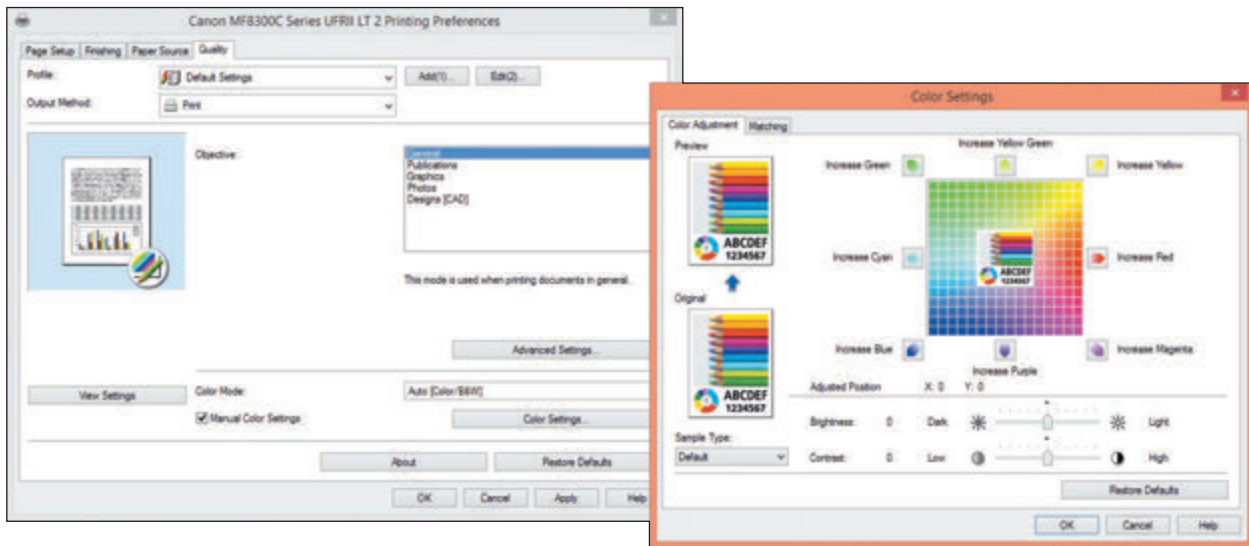 Canon MF8300C Series UFRII LT 2 Printing Preferences
Page Setup Finishing Paper Source Quality
Profile: Default Settings Add(1)... Edit(2)...
Output Method: Print
Objective: General
Publications
Graphics
Photos
Designs [CAD]
This mode is used when printing documents in general.
Advanced Settings...
View Settings Color Mode: Auto [Color/B&W]
Manual Color Settings Color Settings...
About Restore Defaults
OK Cancel Apply Help
Color Settings
Color Adjustment Matching
Preview
Increase Yellow Green
Increase Green Increase Yellow
ABCDEF
1234567
Increase Cyan Increase Red
ABCDEF
1234567
Original
Increase Blue Increase Magenta
Increase Purple
ABCDEF
1234567
Adjusted Position X: 0 Y: 0
Brightness: 0 Dark Light
Sample Type:
Default
Contrast: 0 Low High
Restore Defaults
OK Cancel Help